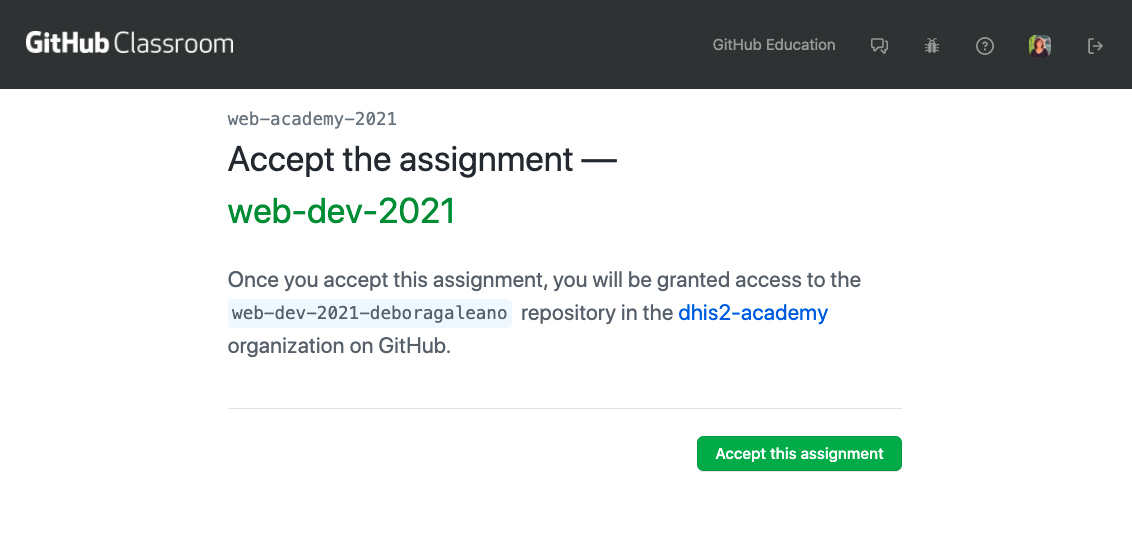 GitHub Classroom
GitHub Education
web-academy-2021
Accept the assignment —
web-dev-2021
Once you accept this assignment, you will be granted access to the
web-dev-2021-deboragaleano repository in the dhis2-academy
organization on GitHub.
Accept this assignment